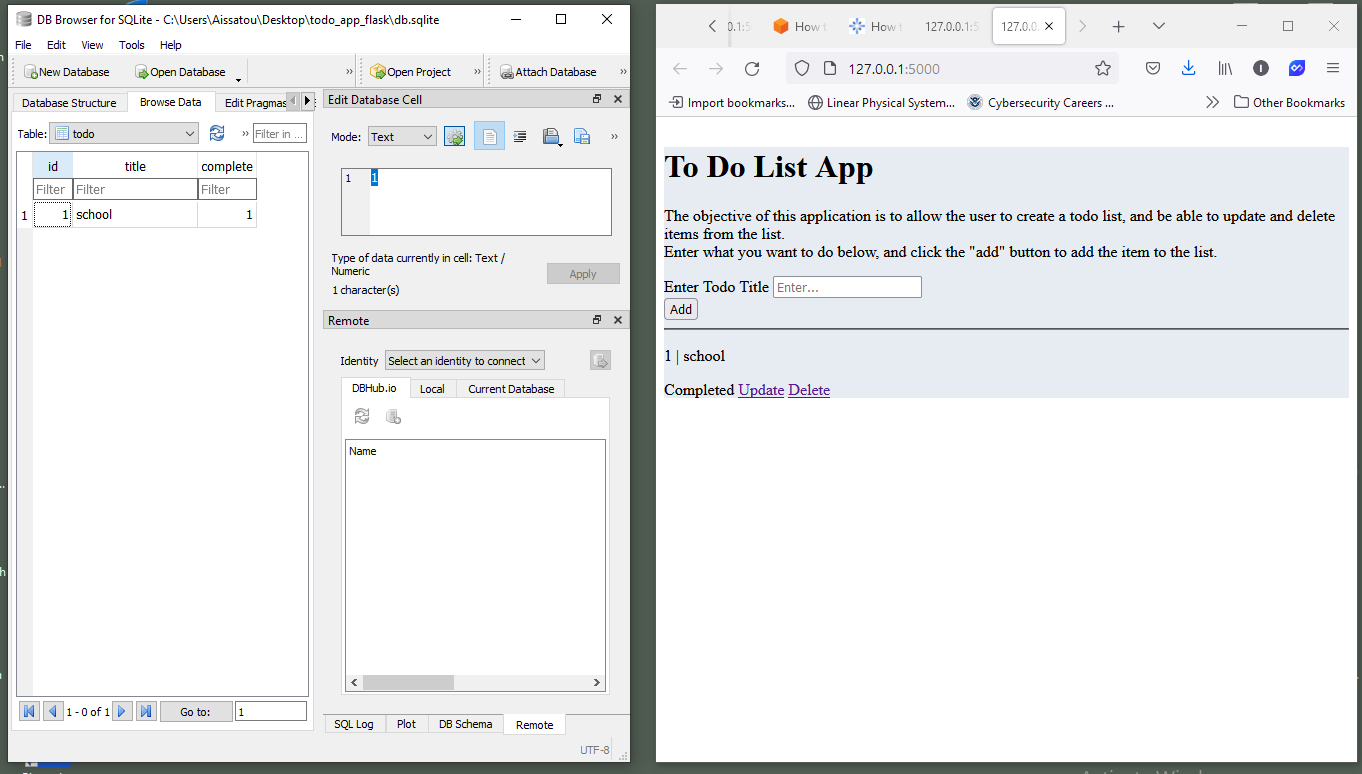 DB Browser for SQLite - C:\Users\Aissatou\Desktop\todo_app_flask\db.sqlite
File Edit View Tools Help
New Database Open Database » Open Project » Attach Database »
Database Structure Browse Data Edit Pragmas
Table: todo » Filter in ...
id title complete
Filter Filter Filter
1 1 school 1
1 - 0 of 1 Go to: 1
Edit Database Cell
Mode: Text »
1 1
Type of data currently in cell: Text /
Numeric
1 character(s)
Apply
Remote
Identity Select an identity to connect
DBHub.io Local Current Database
Name
SQL Log Plot DB Schema Remote
UTF-8
0.1:5 How t How t 127.0.0.1:5 127.0.0.
127.0.0.1:5000
Import bookmarks... Linear Physical System... Cybersecurity Careers ... Other Bookmarks
To Do List App
The objective of this application is to allow the user to create a todo list, and be able to update and delete
items from the list.
Enter what you want to do below, and click the "add" button to add the item to the list.
Enter Todo Title Enter...
Add
1 | school
Completed Update Delete